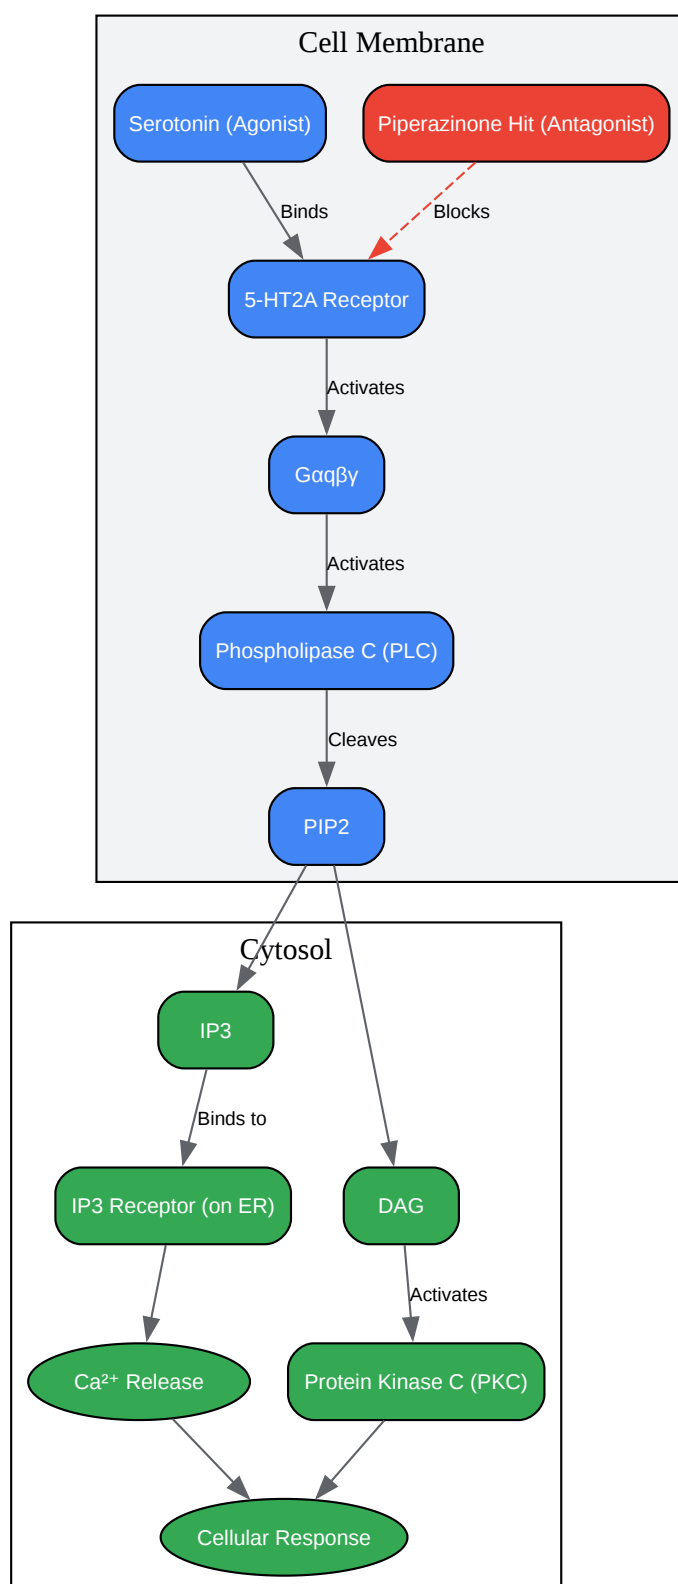 Cell Membrane
Serotonin (Agonist)
Piperazinone Hit (Antagonist)
Binds
Blocks
5-HT2A Receptor
Activates
Gαqβγ
Activates
Phospholipase C (PLC)
Cleaves
PIP2
Cytosol
IP3
Binds to
IP3 Receptor (on ER)
DAG
Activates
Ca²⁺ Release
Protein Kinase C (PKC)
Cellular Response